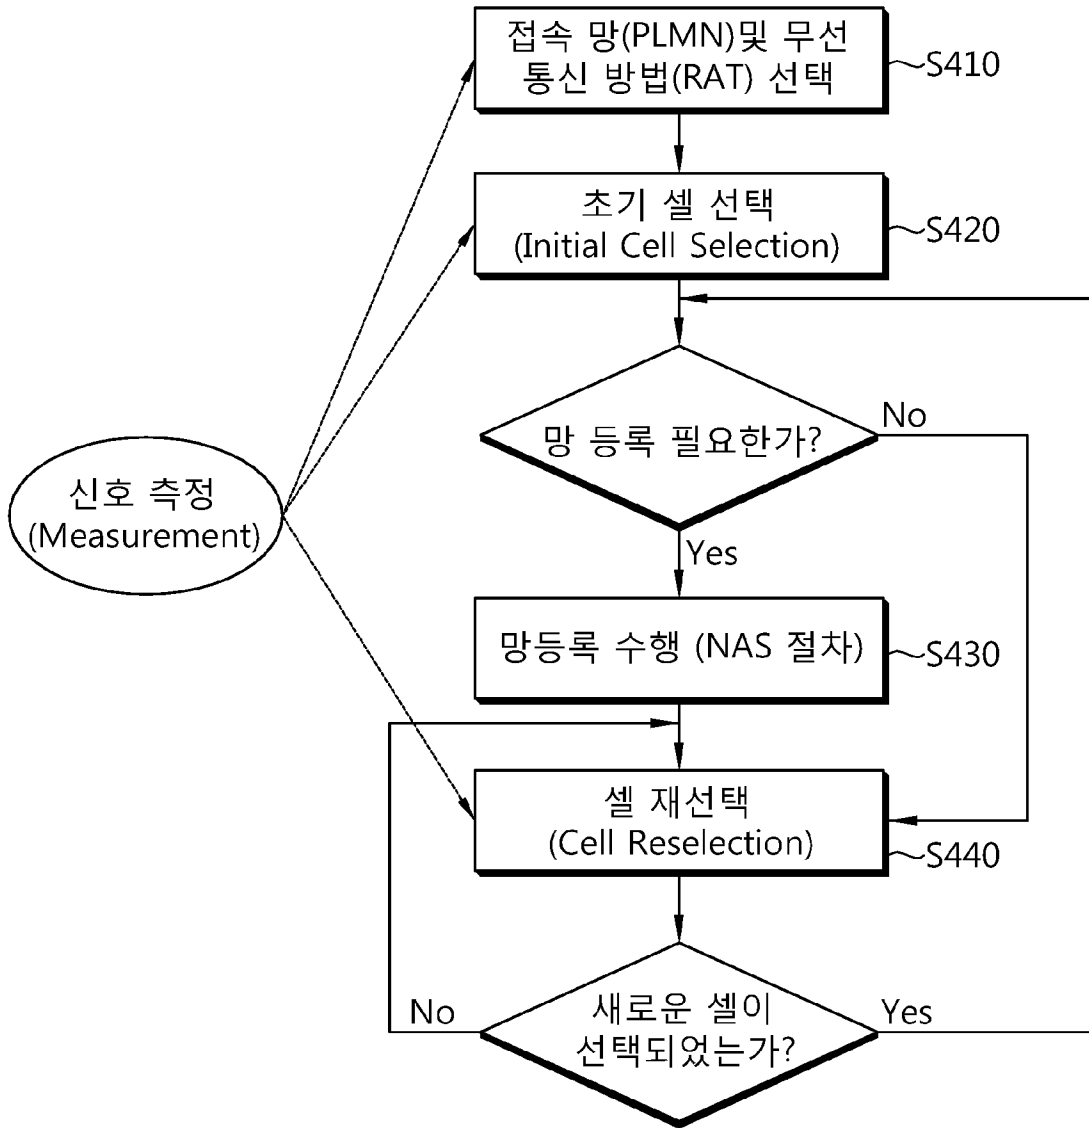 접속 망(PLMN)및 무선
통신 방법(RAT) 선택
S410
초기 셀 선택
(Initial Cell Selection)
S420
망 등록 필요한가?
No
Yes
신호 측정
(Measurement)
망등록 수행 (NAS 절차)
S430
셀 재선택
(Cell Reselection)
S440
새로운 셀이
선택되었는가?
No
Yes